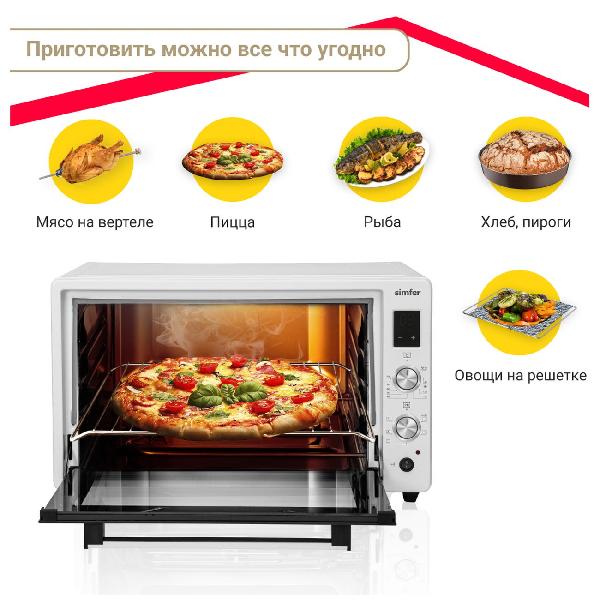 Приготовить можно все что угодно
Мясо на вертеле
Пицца
Рыба
Хлеб, пироги
simfer
Овощи на решетке